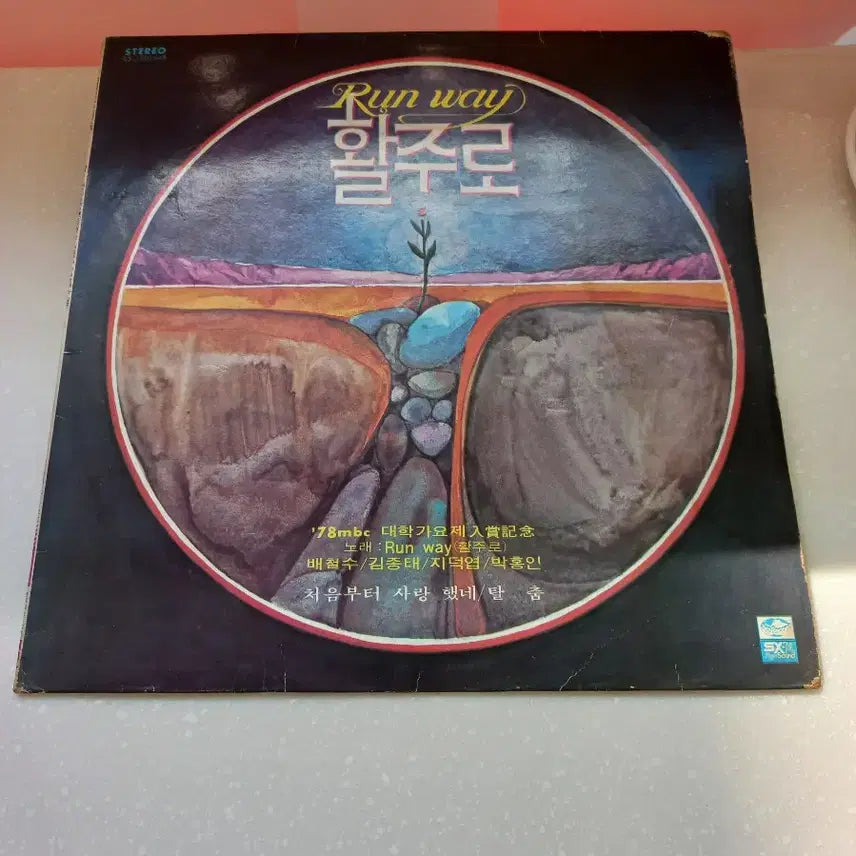 STEREO
Run way
활주로
'78mbc 대학가요제入賞記念
노래 : Run way(활주로)
배철수/김종태/지덕엽/박홍인
처음부터 사랑 했네/탈 춤